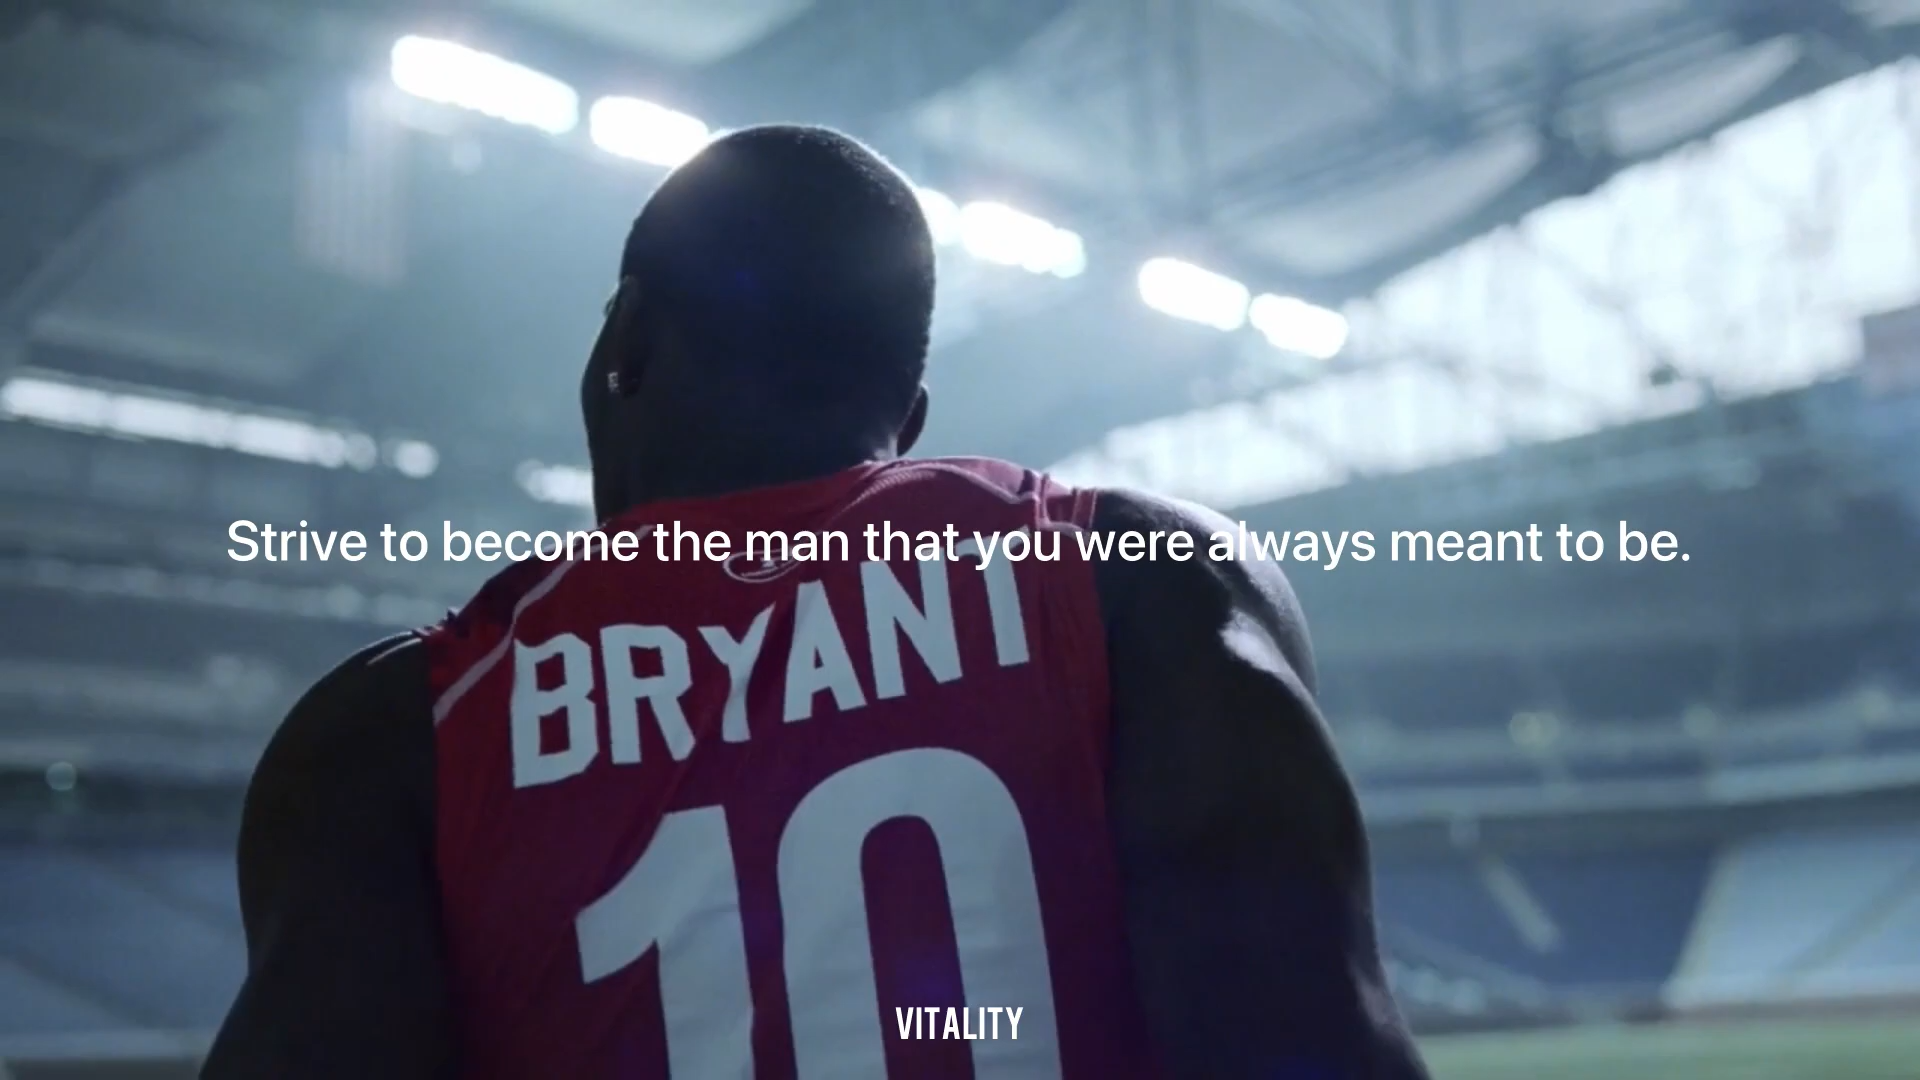 Strive to become the man that you were always meant to be.
BRYANT
10
VITALITY